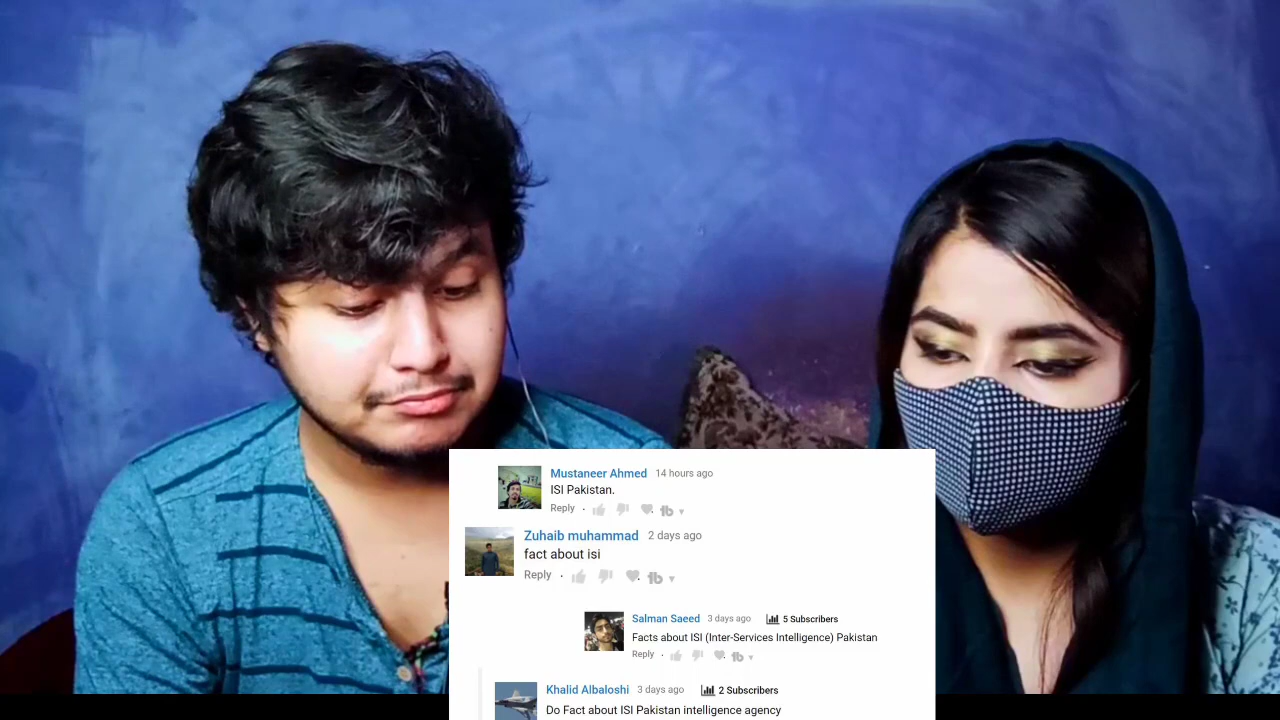 Mustaneer Ahmed 14 hours ago
ISI Pakistan.
Reply
Zuhaib muhammad 2 days ago
fact about isi
Reply
Salman Saeed 3 days ago 5 Subscribers
Facts about ISI (Inter-Services Intelligence) Pakistan
Reply
Khalid Albaloshi 3 days ago 2 Subscribers
Do Fact about ISI Pakistan intelligence agency